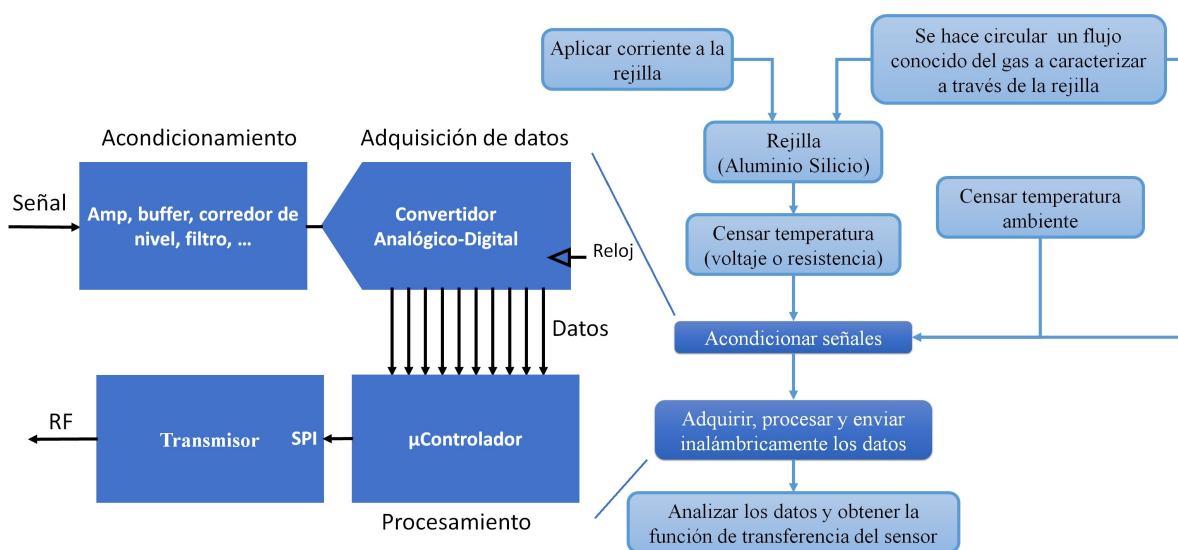 Acondicionamiento
Adquisición de datos
Señal
Amp, buffer, corredor de
nivel, filtro, ...
Convertidor
Analógico-Digital
Reloj
Datos
RF
Transmisor
SPI
µControlador
Procesamiento
Aplicar corriente a la
rejilla
Se hace circular un flujo
conocido del gas a caracterizar
a través de la rejilla
Rejilla
(Aluminio Silicio)
Censar temperatura
ambiente
Censar temperatura
(voltaje o resistencia)
Acondicionar señales
Adquirir, procesar y enviar
inalámbricamente los datos
Analizar los datos y obtener la
función de transferencia del sensor